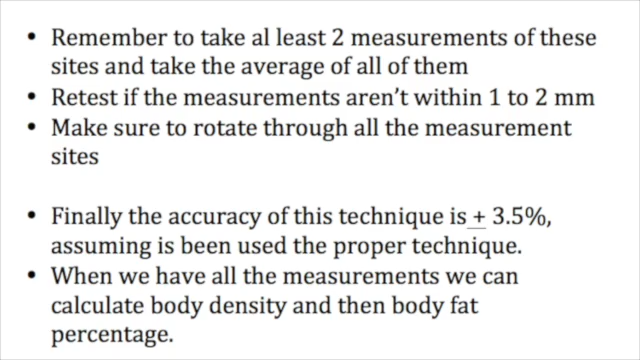 • Remember to take al least 2 measurements of these
sites and take the average of all of them
• Retest if the measurements aren't within 1 to 2 mm
• Make sure to rotate through all the measurement
sites
• Finally the accuracy of this technique is + 3.5%,
assuming is been used the proper technique.
• When we have all the measurements we can
calculate body density and then body fat
percentage.